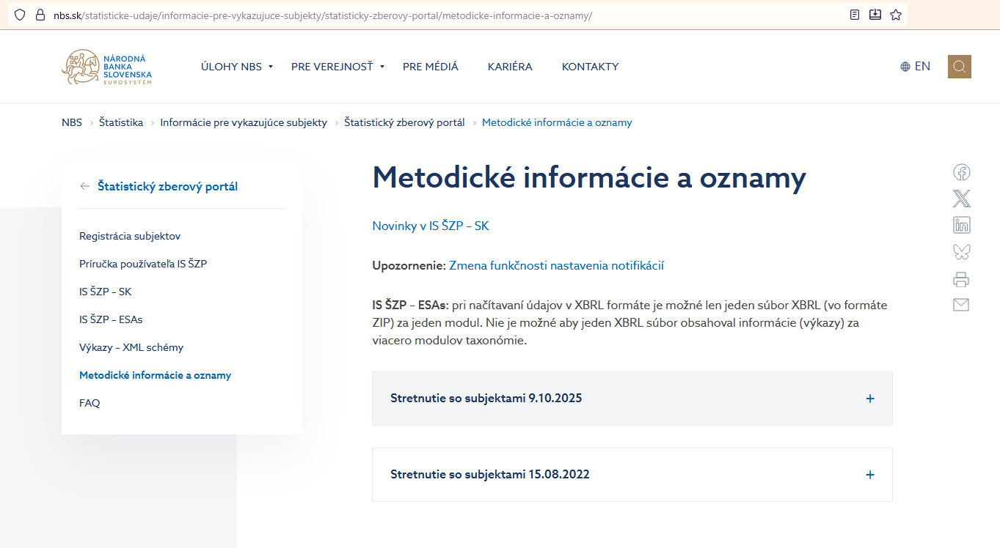 nbs.sk/statisticke-udaje/informacie-pre-vykazujuce-subjekty/statisticky-zberovy-portal/metodicke-informacie-a-oznamy/
NÁRODNÁ
BANKA
SLOVENSKA
EUROSYSTÉM
ÚLOHY NBS
PRE VEREJNOSŤ
PRE MÉDIÁ
KARIÉRA
KONTAKTY
EN
NBS › Štatistika › Informácie pre vykazujúce subjekty › Štatistický zberový portál › Metodické informácie a oznamy
← Štatistický zberový portál
Registrácia subjektov
Príručka používateľa IS ŠZP
IS ŠZP – SK
IS ŠZP – ESAs
Výkazy – XML schémy
Metodické informácie a oznamy
FAQ
Metodické informácie a oznamy
Novinky v IS ŠZP – SK
Upozornenie: Zmena funkčnosti nastavenia notifikácií
IS ŠZP – ESAs: pri načítavaní údajov v XBRL formáte je možné len jeden súbor XBRL (vo formáte
ZIP) za jeden modul. Nie je možné aby jeden XBRL súbor obsahoval informácie (výkazy) za
viacero modulov taxonómie.
Stretnutie so subjektami 9.10.2025
Stretnutie so subjektami 15.08.2022